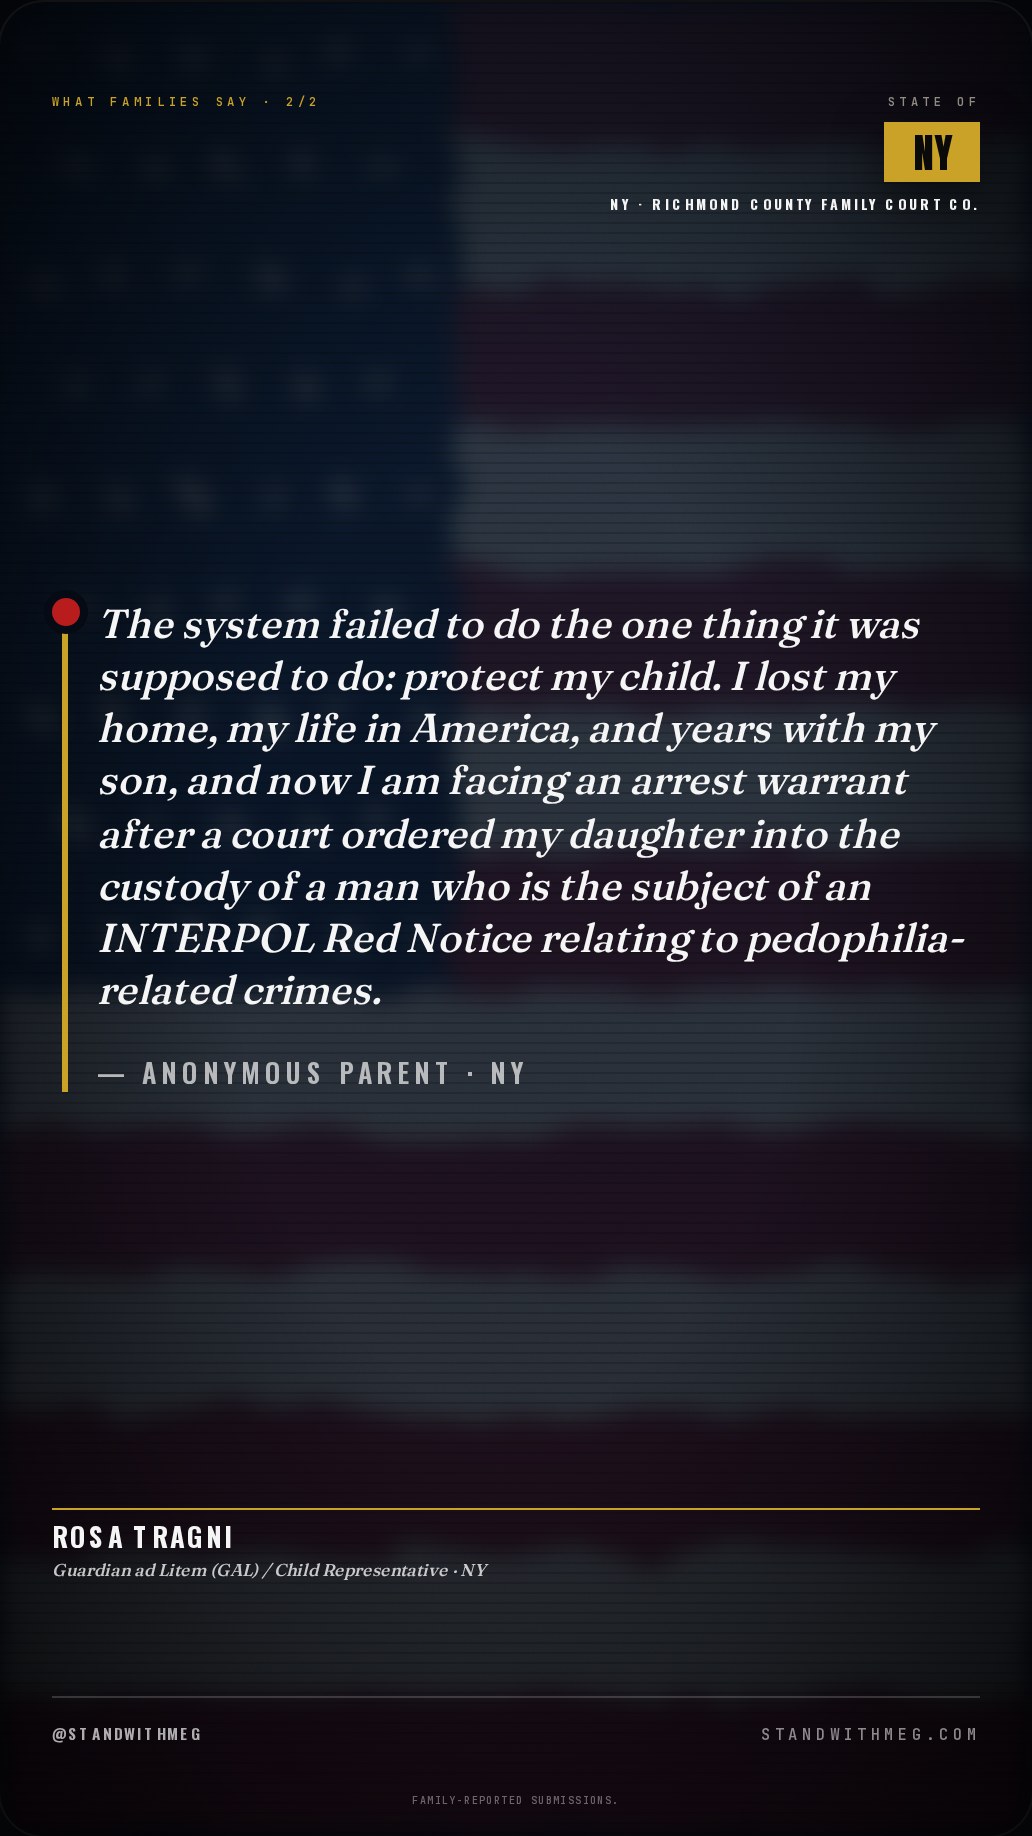 WHAT FAMILIES SAY · 2/2
STATE OF
NY
NY · RICHMOND COUNTY FAMILY COURT CO.
The system failed to do the one thing it was
supposed to do: protect my child. I lost my
home, my life in America, and years with my
son, and now I am facing an arrest warrant
after a court ordered my daughter into the
custody of a man who is the subject of an
INTERPOL Red Notice relating to pedophilia-
related crimes.
— ANONYMOUS PARENT · NY
ROSA TRAGNI
Guardian ad Litem (GAL) / Child Representative · NY
@STANDWITHMEG
STANDWITHMEG.COM
FAMILY-REPORTED SUBMISSIONS.